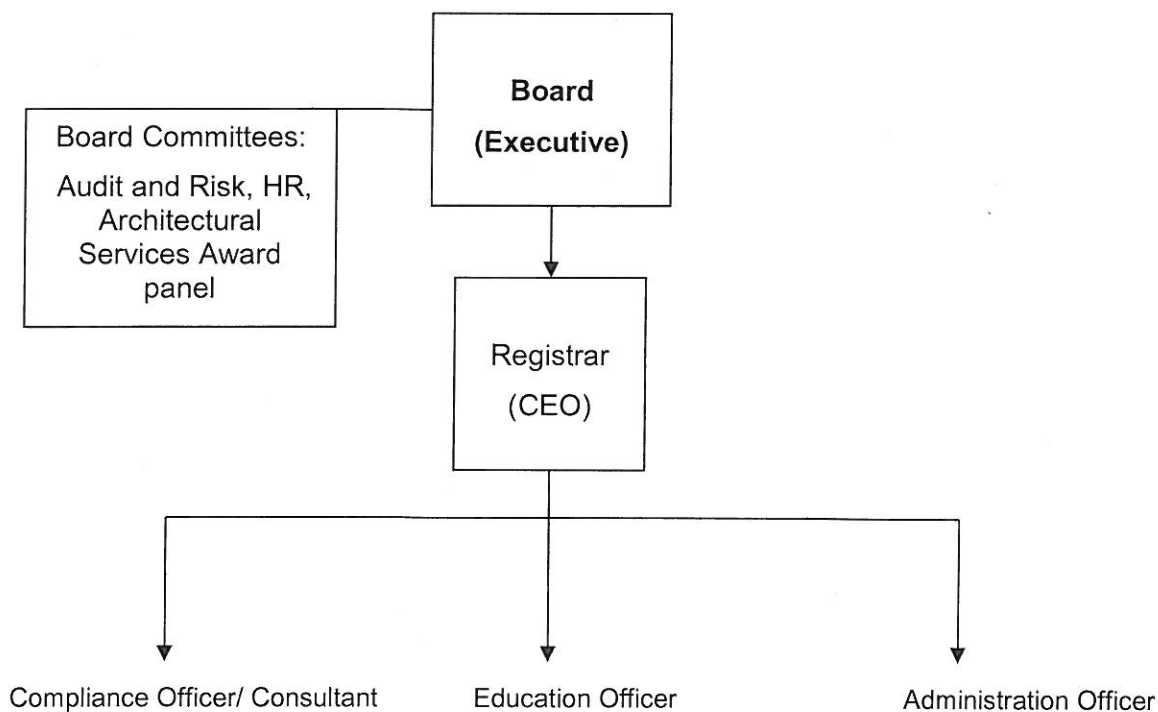 Board
(Executive)
Board Committees:
Audit and Risk, HR,
Architectural
Services Award
panel
Registrar
(CEO)
Compliance Officer/ Consultant
Education Officer
Administration Officer